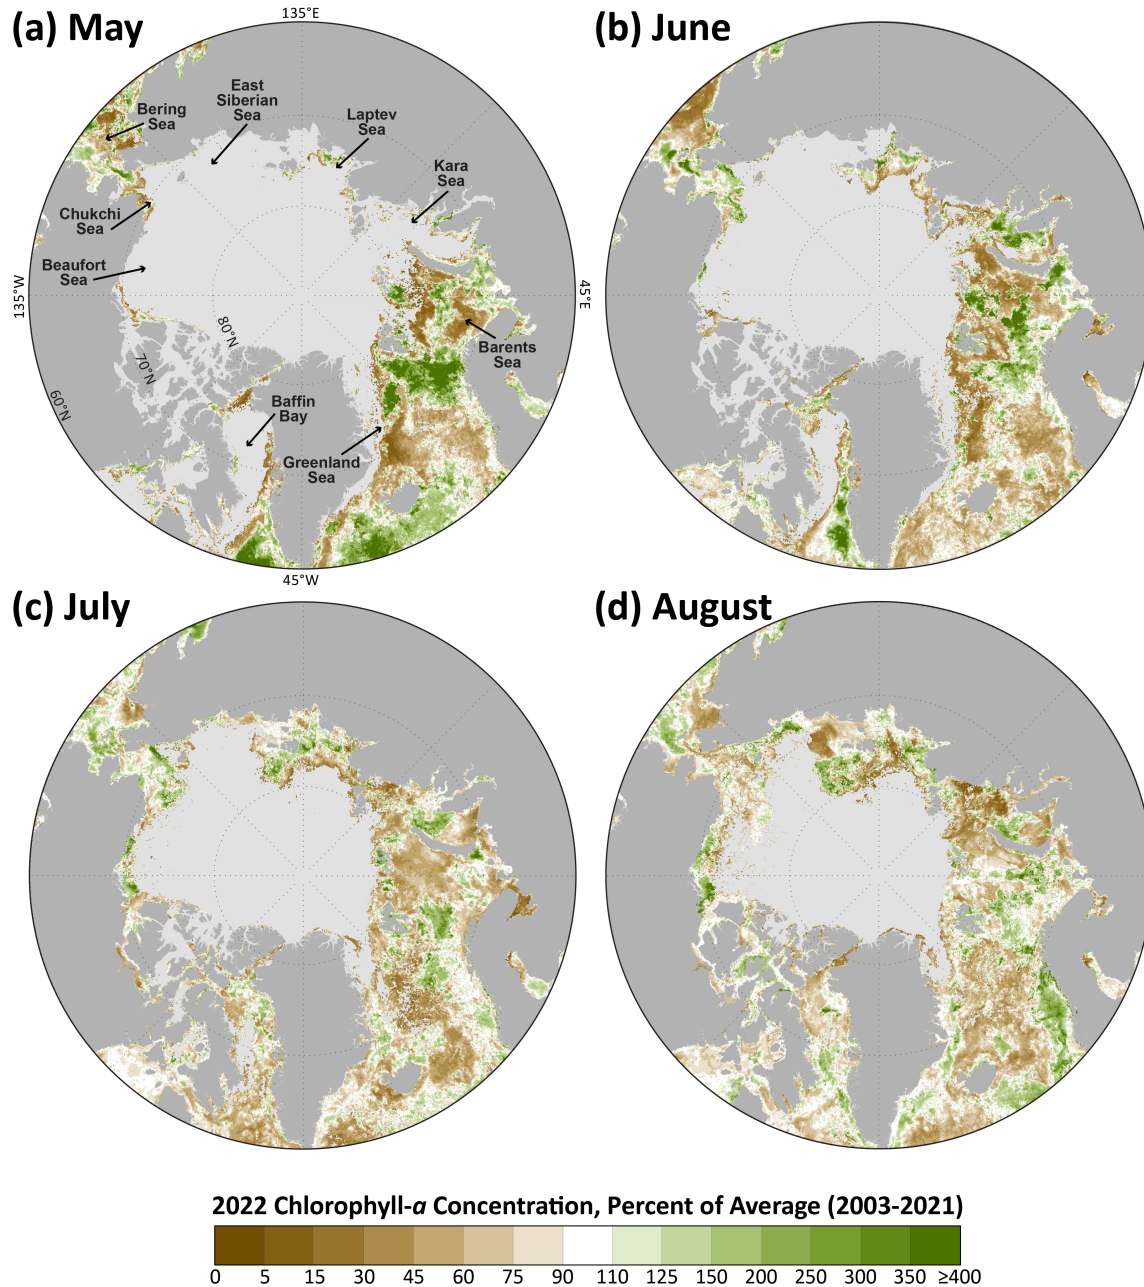 (a) May
135°E
(b) June
Bering
Sea
East
Siberian
Sea
Laptev
Sea
Kara
Sea
Chukchi
Sea
Beaufort
Sea
135°W
45°E
80°N
70°N
60°N
Barents
Sea
Baffin
Bay
Greenland
Sea
45°W
(c) July
(d) August
2022 Chlorophyll-a Concentration, Percent of Average (2003-2021)
0 5 15 30 45 60 75 90 110 125 150 200 250 300 350 ≥400